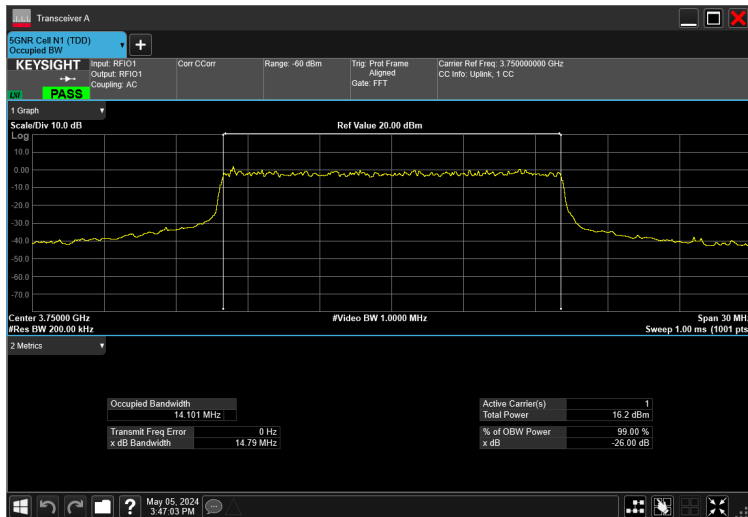 Transceiver A
5GNR Cell N1 (TDD)
Occupied BW
KEYSIGHT
LXI
PASS
Input: RFIO1
Output: RFIO1
Coupling: AC
Corr CCorr
Range: -60 dBm
Trig: Prot Frame
Aligned
Gate: FFT
Carrier Ref Freq: 3.750000000 GHz
CC Info: Uplink, 1 CC
1 Graph
Scale/Div 10.0 dB
Ref Value 20.00 dBm
Log
10.0
0.00
-10.0
-20.0
-30.0
-40.0
-50.0
-60.0
-70.0
Center 3.75000 GHz
#Video BW 1.0000 MHz
Span 30 MHz
#Res BW 200.00 kHz
Sweep 1.00 ms (1001 pts
2 Metrics
Occupied Bandwidth
14.101 MHz
Transmit Freq Error 0 Hz
x dB Bandwidth 14.79 MHz
Active Carrier(s) 1
Total Power 16.2 dBm
% of OBW Power 99.00 %
x dB -26.00 dB
May 05, 2024
3:47:03 PM